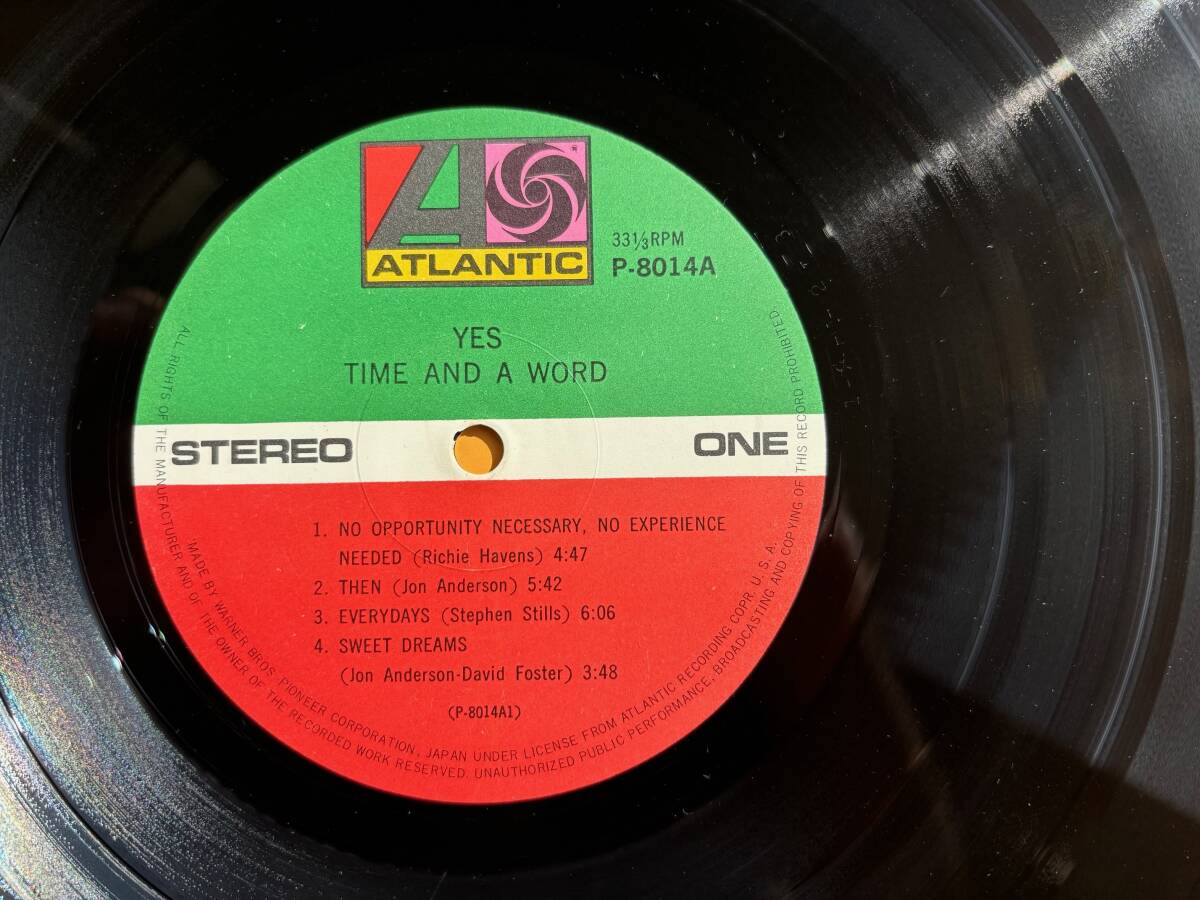 ATLANTIC
33⅓RPM
P-8014A
YES
TIME AND A WORD
STEREO
ONE
1. NO OPPORTUNITY NECESSARY, NO EXPERIENCE
NEEDED (Richie Havens) 4:47
2. THEN (Jon Anderson) 5:42
3. EVERYDAYS (Stephen Stills) 6:06
4. SWEET DREAMS
(Jon Anderson-David Foster) 3:48
(P-8014A1)
'MADE BY WARNER BROS. PIONEER CORPORATION, JAPAN UNDER LICENSE FROM ATLANTIC RECORDING COPR. U.S.A.
ALL RIGHTS OF THE MANUFACTURER AND OF THE OWNER OF THE RECORDED WORK RESERVED. UNAUTHORIZED PUBLIC PERFORMANCE, BROADCASTING AND COPYING OF THIS RECORD PROHIBITED